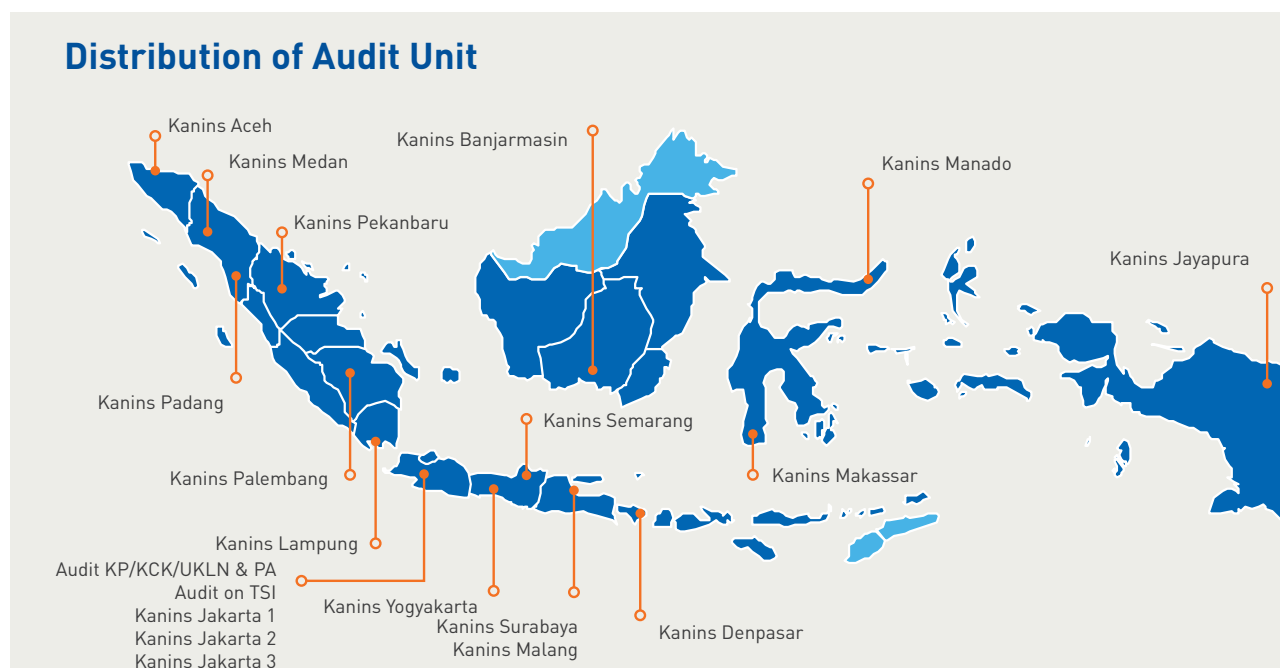 Distribution of Audit Unit
Kanins Aceh
Kanins Medan
Kanins Banjarmasin
Kanins Manado
Kanins Pekanbaru
Kanins Jayapura
Kanins Padang
Kanins Semarang
Kanins Palembang
Kanins Makassar
Kanins Lampung
Audit KP/KCK/UKLN & PA
Audit on TSI
Kanins Jakarta 1
Kanins Jakarta 2
Kanins Jakarta 3
Kanins Yogyakarta
Kanins Surabaya
Kanins Malang
Kanins Denpasar